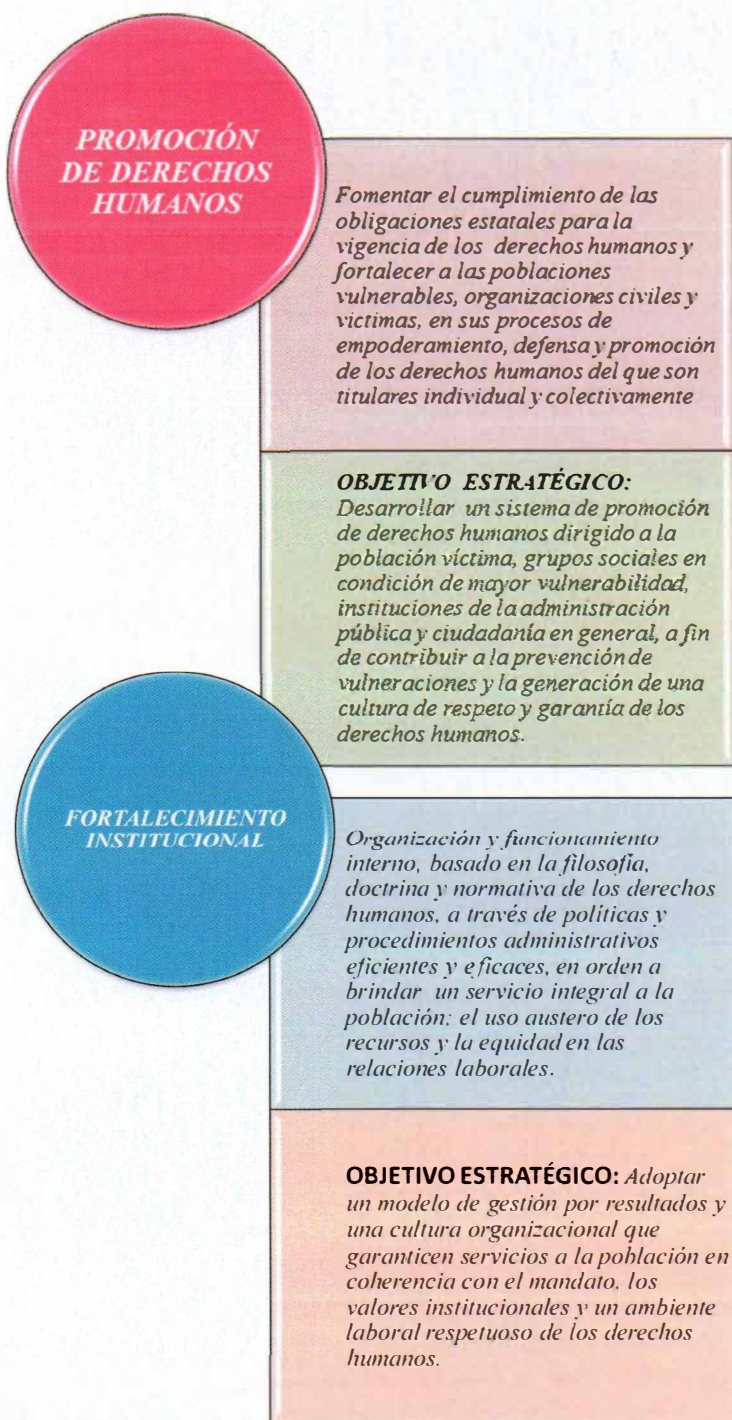 PROMOCIÓN
DE DERECHOS
HUMANOS
Fomentar el cumplimiento de las
obligaciones estatales para la
vigencia de los derechos humanos y
fortalecer a las poblaciones
vulnerables, organizaciones civiles y
victimas, en sus procesos de
empoderamiento, defensa y promoción
de los derechos humanos del que son
titulares individual y colectivamente
OBJETIVO ESTRATÉGICO:
Desarrollar un sistema de promoción
de derechos humanos dirigido a la
población víctima, grupos sociales en
condición de mayor vulnerabilidad,
instituciones de la administración
pública y ciudadanía en general, a fin
de contribuir a la prevención de
vulneraciones y la generación de una
cultura de respeto y garantía de los
derechos humanos.
FORTALECIMIENTO
INSTITUCIONAL
Organización y funcionamiento
interno, basado en la filosofía,
doctrina y normativa de los derechos
humanos, a través de políticas y
procedimientos administrativos
eficientes y eficaces, en orden a
brindar un servicio integral a la
población; el uso austero de los
recursos y la equidad en las
relaciones laborales.
OBJETIVO ESTRATÉGICO: Adoptar
un modelo de gestión por resultados y
una cultura organizacional que
garanticen servicios a la población en
coherencia con el mandato, los
valores institucionales y un ambiente
laboral respetuoso de los derechos
humanos.